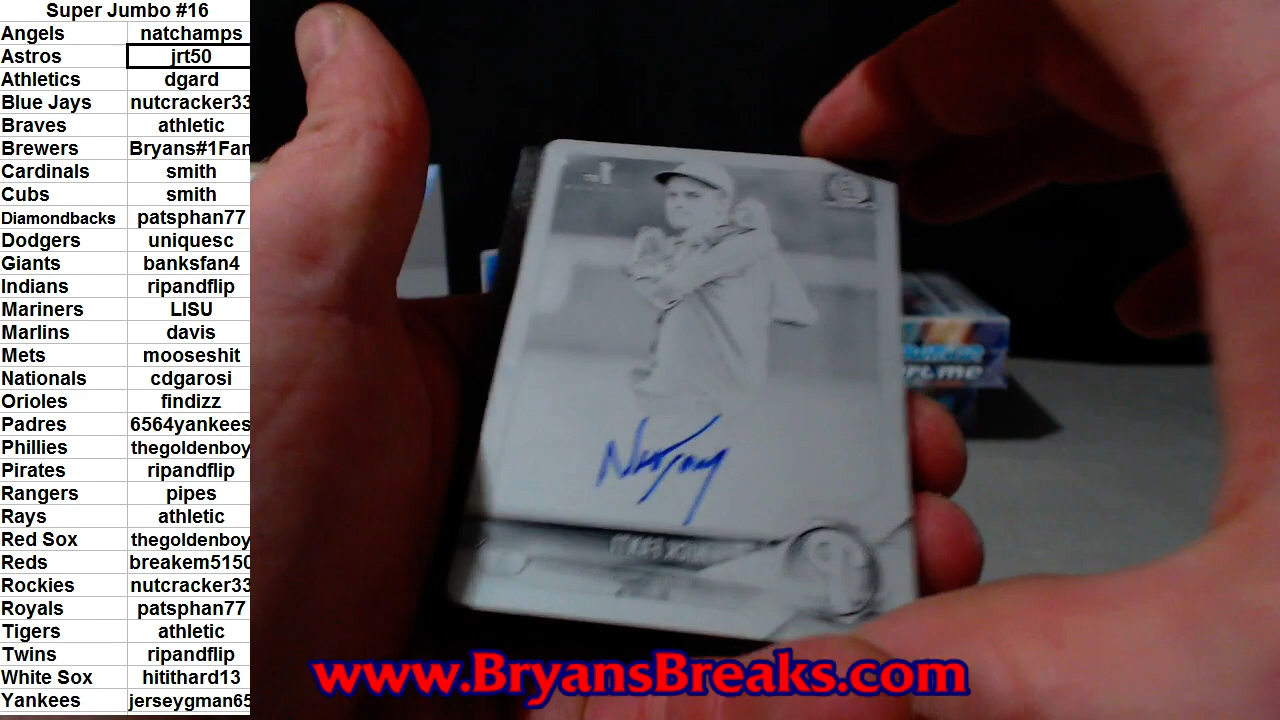 Super Jumbo #16
Angels natchamps
Astros jrt50
Athletics dgard
Blue Jays nutcracker33
Braves athletic
Brewers Bryans#1Fan
Cardinals smith
Cubs smith
Diamondbacks patsphan77
Dodgers uniquesc
Giants banksfan4
Indians ripandflip
Mariners LISU
Marlins davis
Mets mooseshit
Nationals cdgarosi
Orioles findizz
Padres 6564yankees
Phillies thegoldenboy
Pirates ripandflip
Rangers pipes
Rays athletic
Red Sox thegoldenboy
Reds breakem5150
Rockies nutcracker33
Royals patsphan77
Tigers athletic
Twins ripandflip
White Sox hitithard13
Yankees jerseygman65
www.BryansBreaks.com